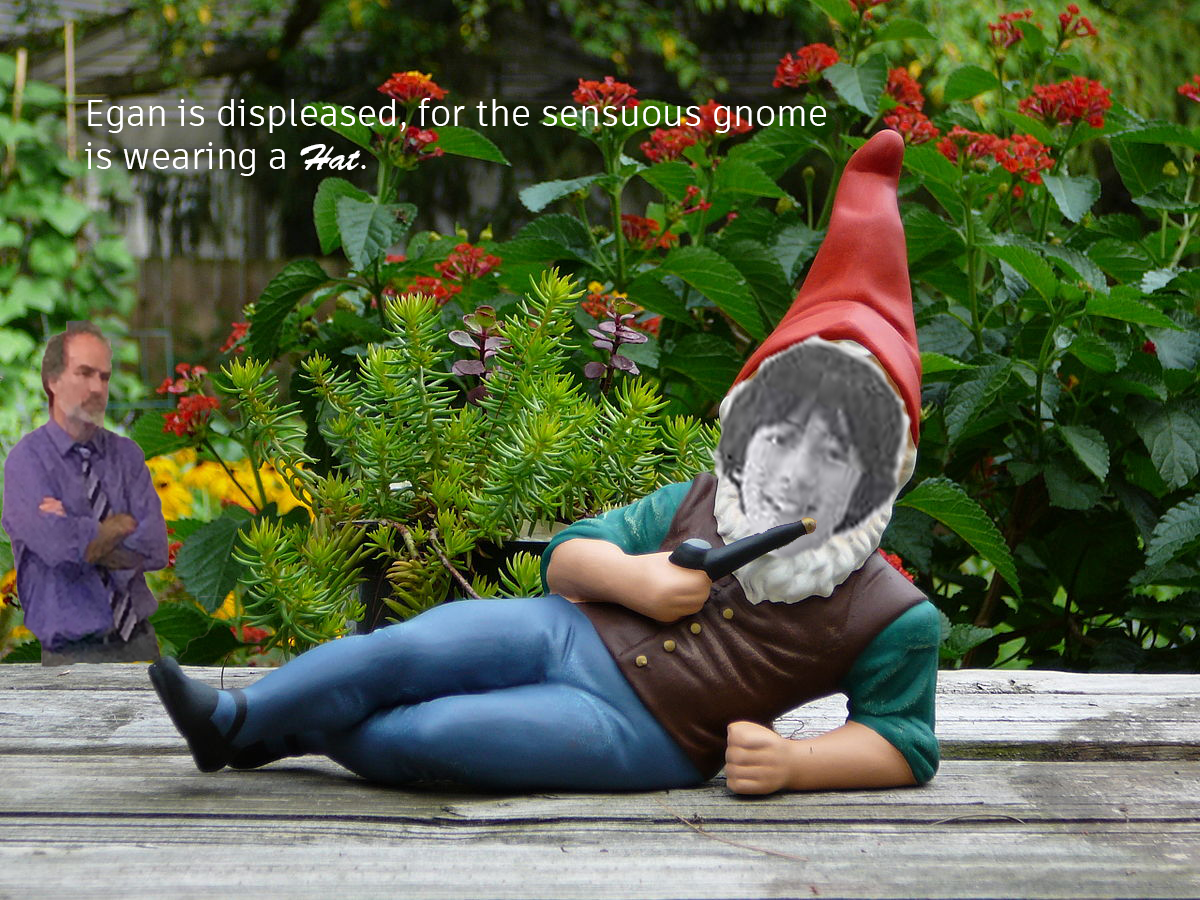 Egan is displeased, for the sensuous gnome
is wearing a Hat.